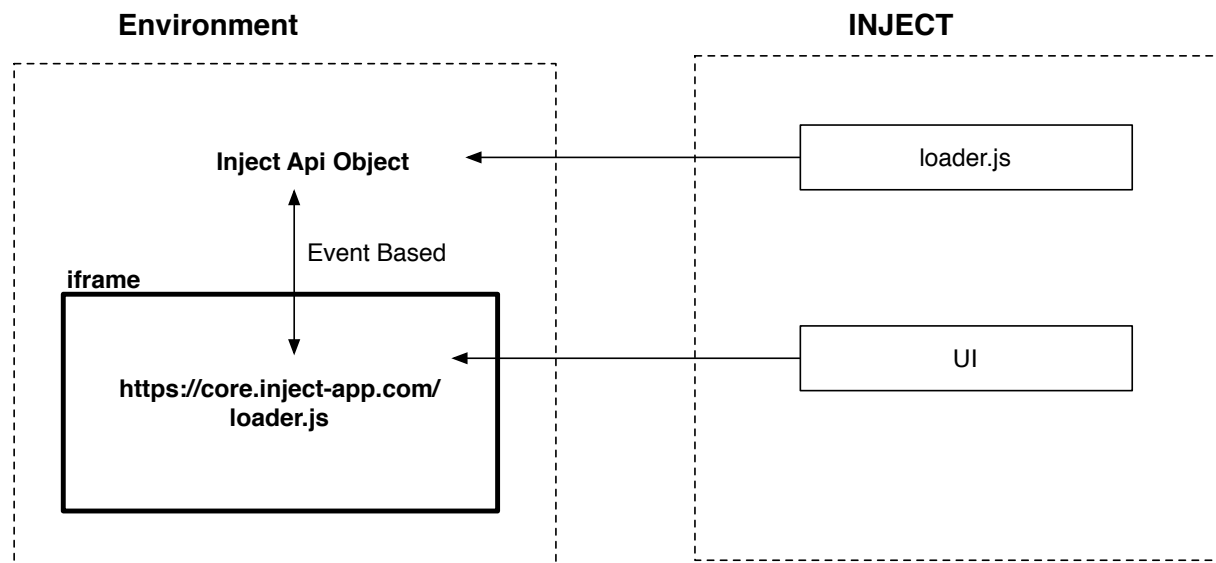 Environment
INJECT
Inject Api Object
loader.js
Event Based
iframe
https://core.inject-app.com/
loader.js
UI